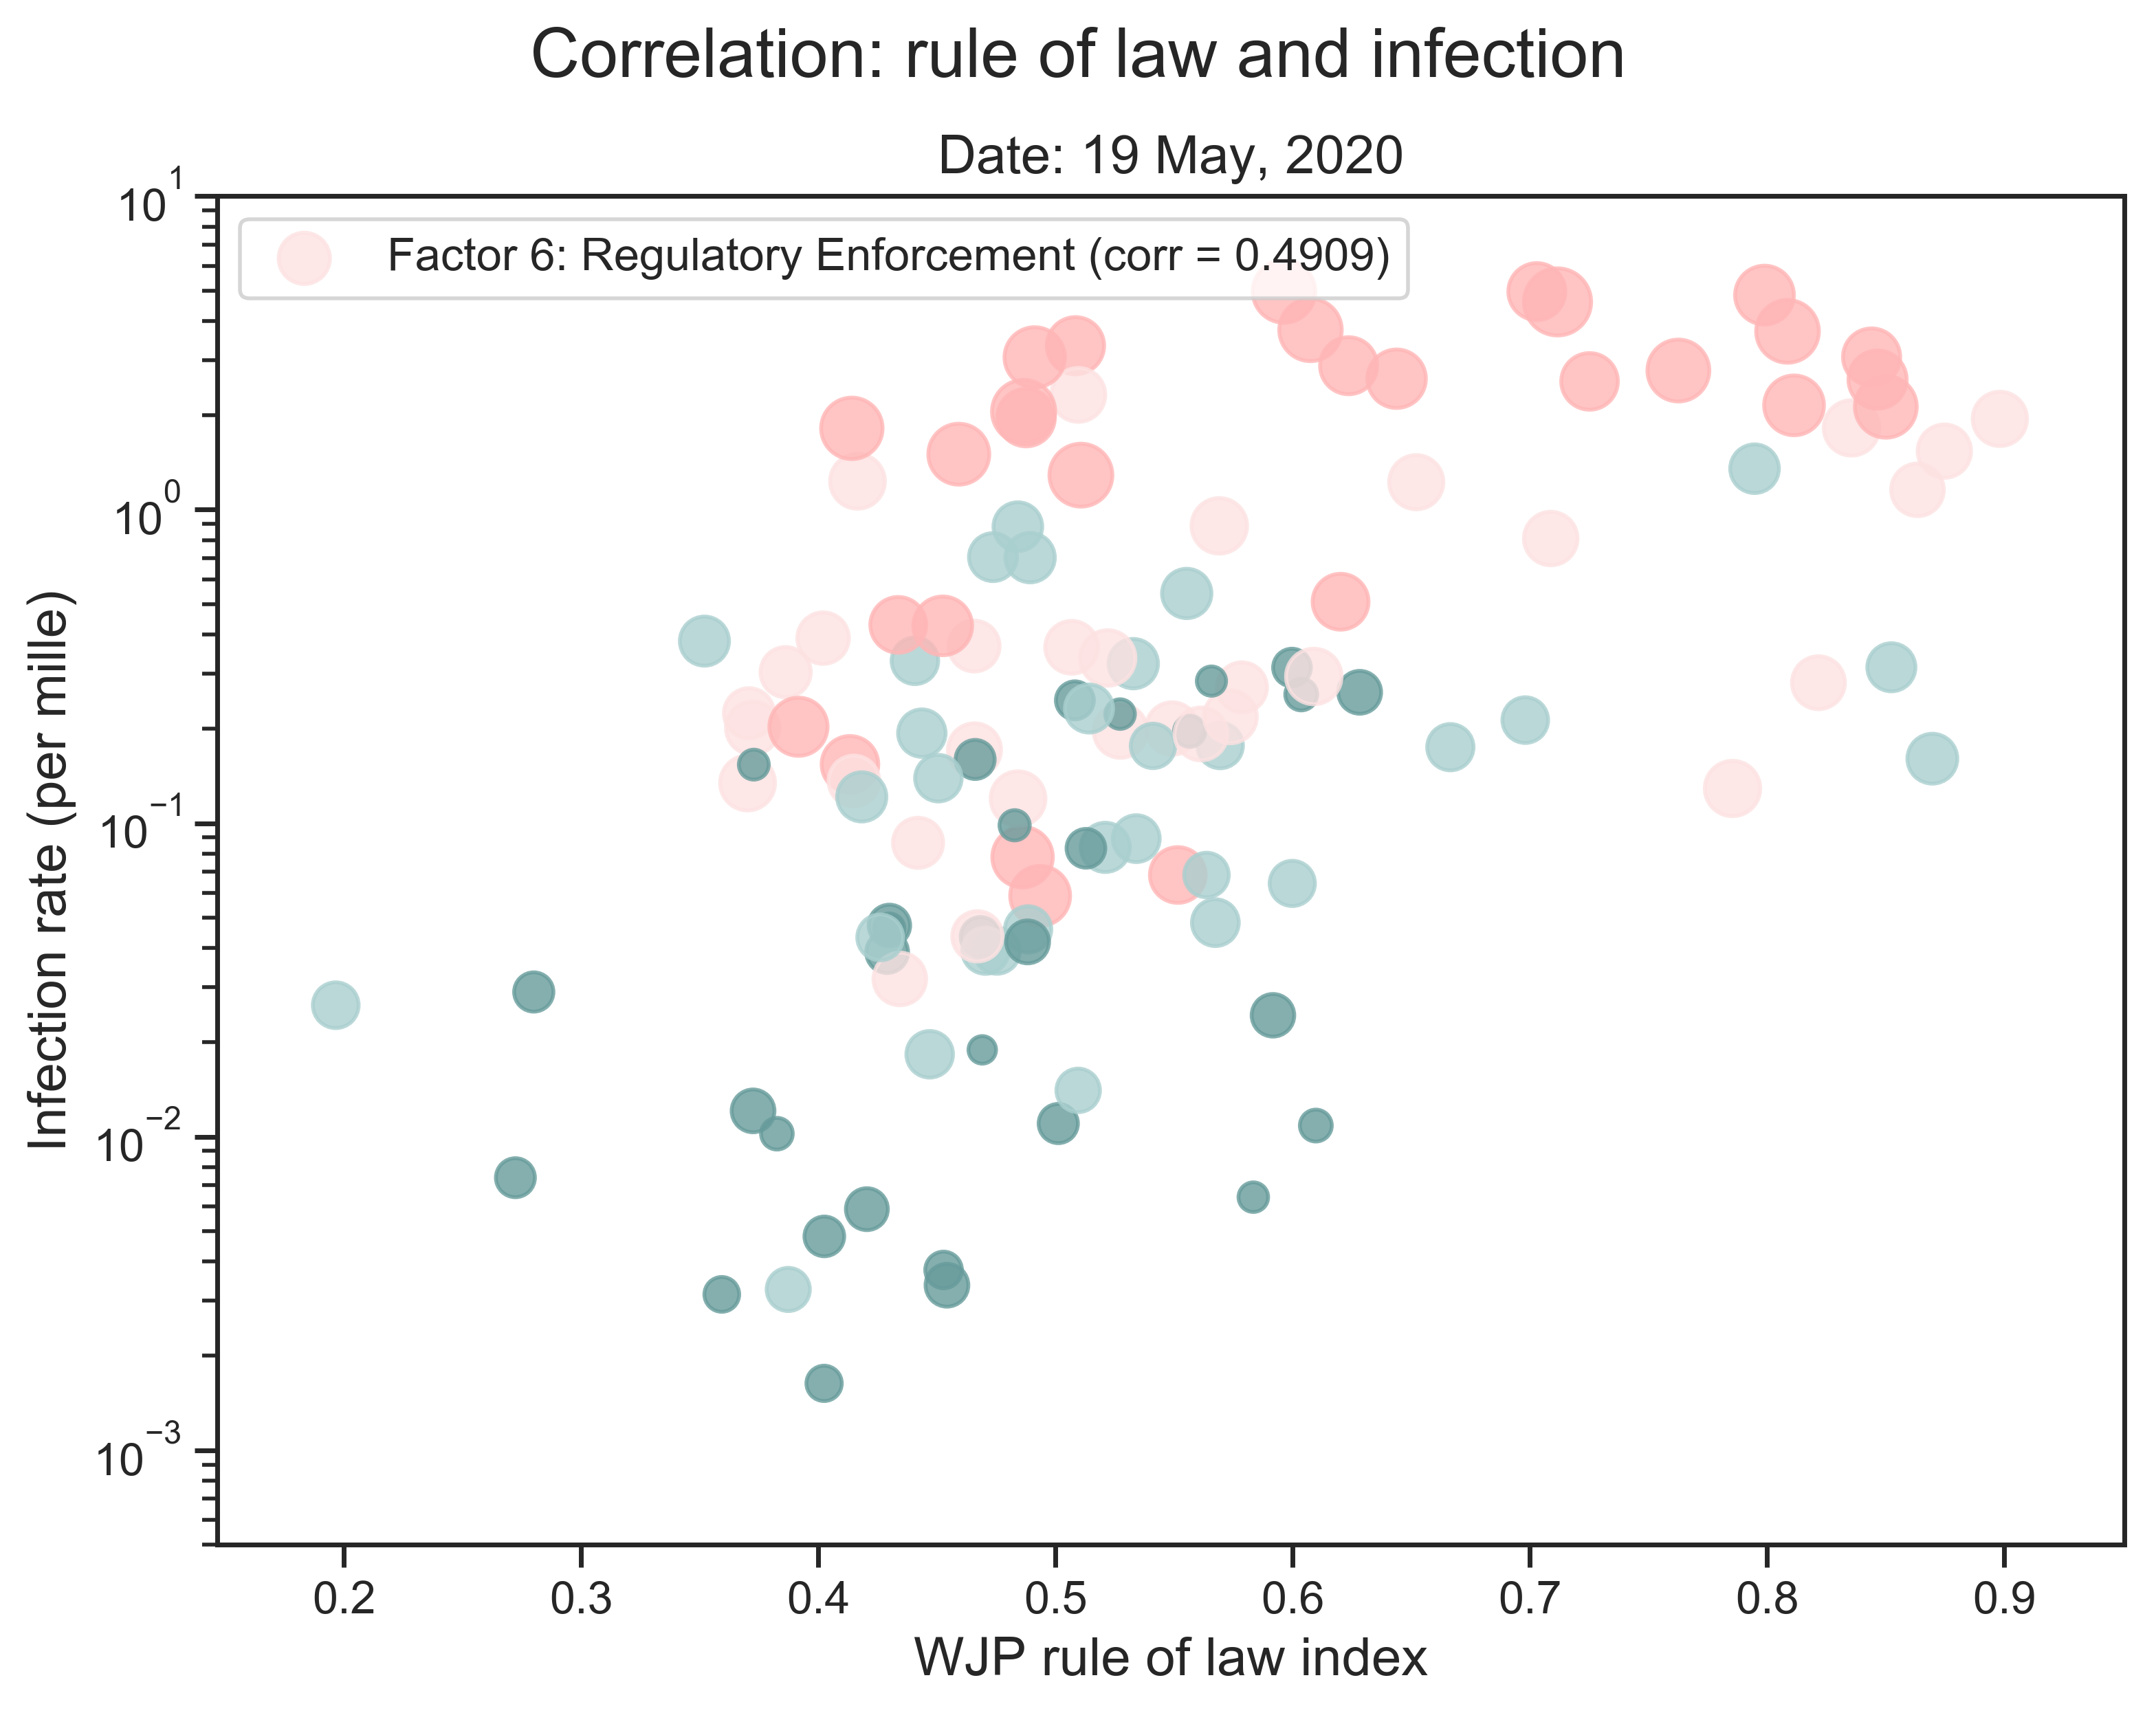 Correlation: rule of law and infection
Date: 19 May, 2020
Factor 6: Regulatory Enforcement (corr = 0.4909)
Infection rate (per mille)
10^1
10^0
10^−1
10^−2
10^−3
0.2 0.3 0.4 0.5 0.6 0.7 0.8 0.9
WJP rule of law index